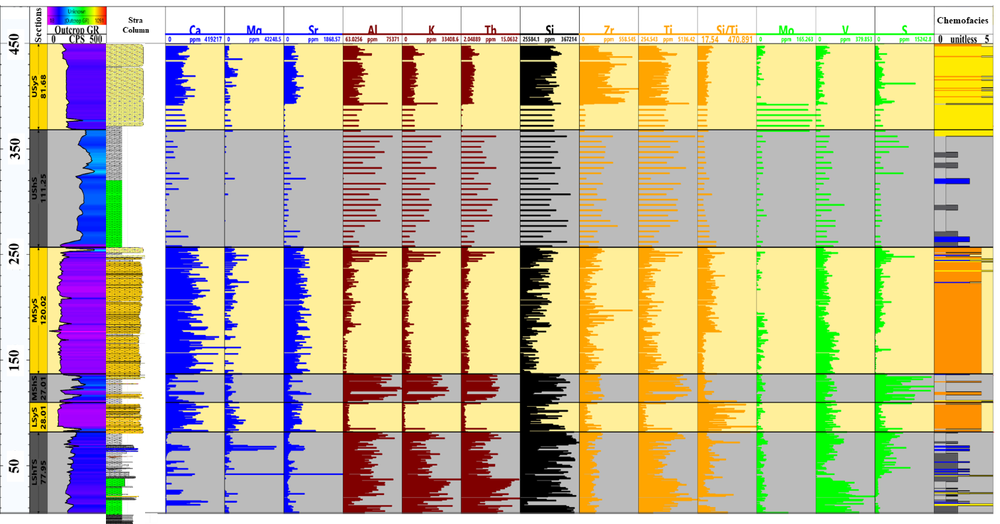 Unknown
18 (Outcrop GR) 1091
Outcrop GR
0 CPS 500
Sections
Stra
Column
Ca
0 ppm 419217
Mg
0 ppm 42248.5
Sr
0 ppm 1868.57
Al
63.0256 ppm 75371
K
0 ppm 33408.6
Th
2.04889 ppm 15.0632
Si
25584.1 ppm 367214
Zr
0 ppm 558.545
Ti
254.543 ppm 5136.42
Si/Ti
17.54 470.891
Mo
0 ppm 165.263
V
0 ppm 379.853
S
0 ppm 15242.8
Chemofacies
0 unitless 5
450
350
250
150
50
USyS
81.68
UShS
111.25
MSyS
120.02
MShS
27.01
LSyS
28.01
LShTS
77.95